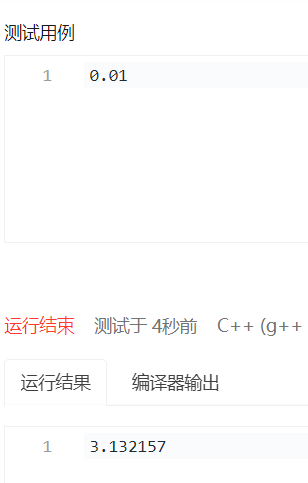 测试用例
1 0.01
运行结束 测试于 4秒前 C++ (g++
运行结果 编译器输出
1 3.132157